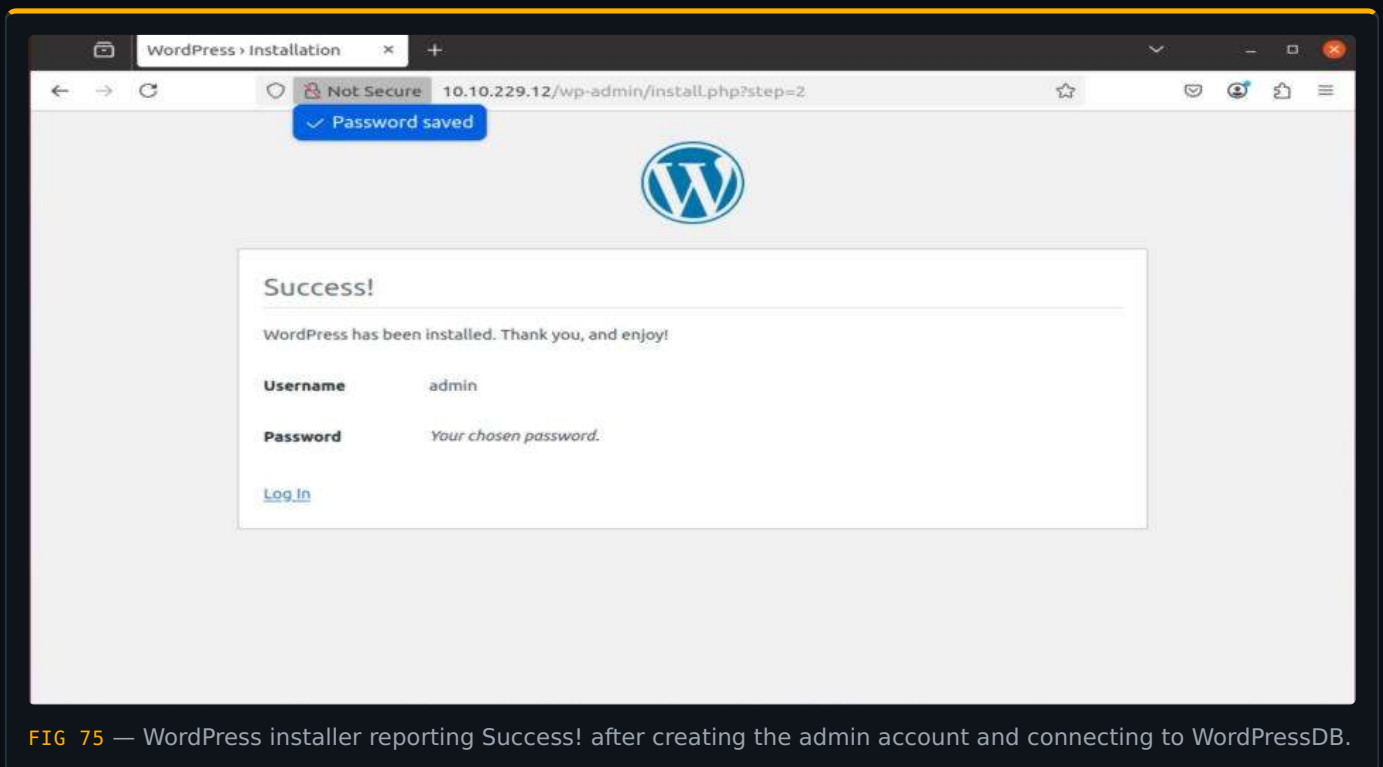 WordPress › Installation
Not Secure 10.10.229.12/wp-admin/install.php?step=2
Password saved
Success!
WordPress has been installed. Thank you, and enjoy!
Username admin
Password Your chosen password.
Log In
FIG 75 — WordPress installer reporting Success! after creating the admin account and connecting to WordPressDB.